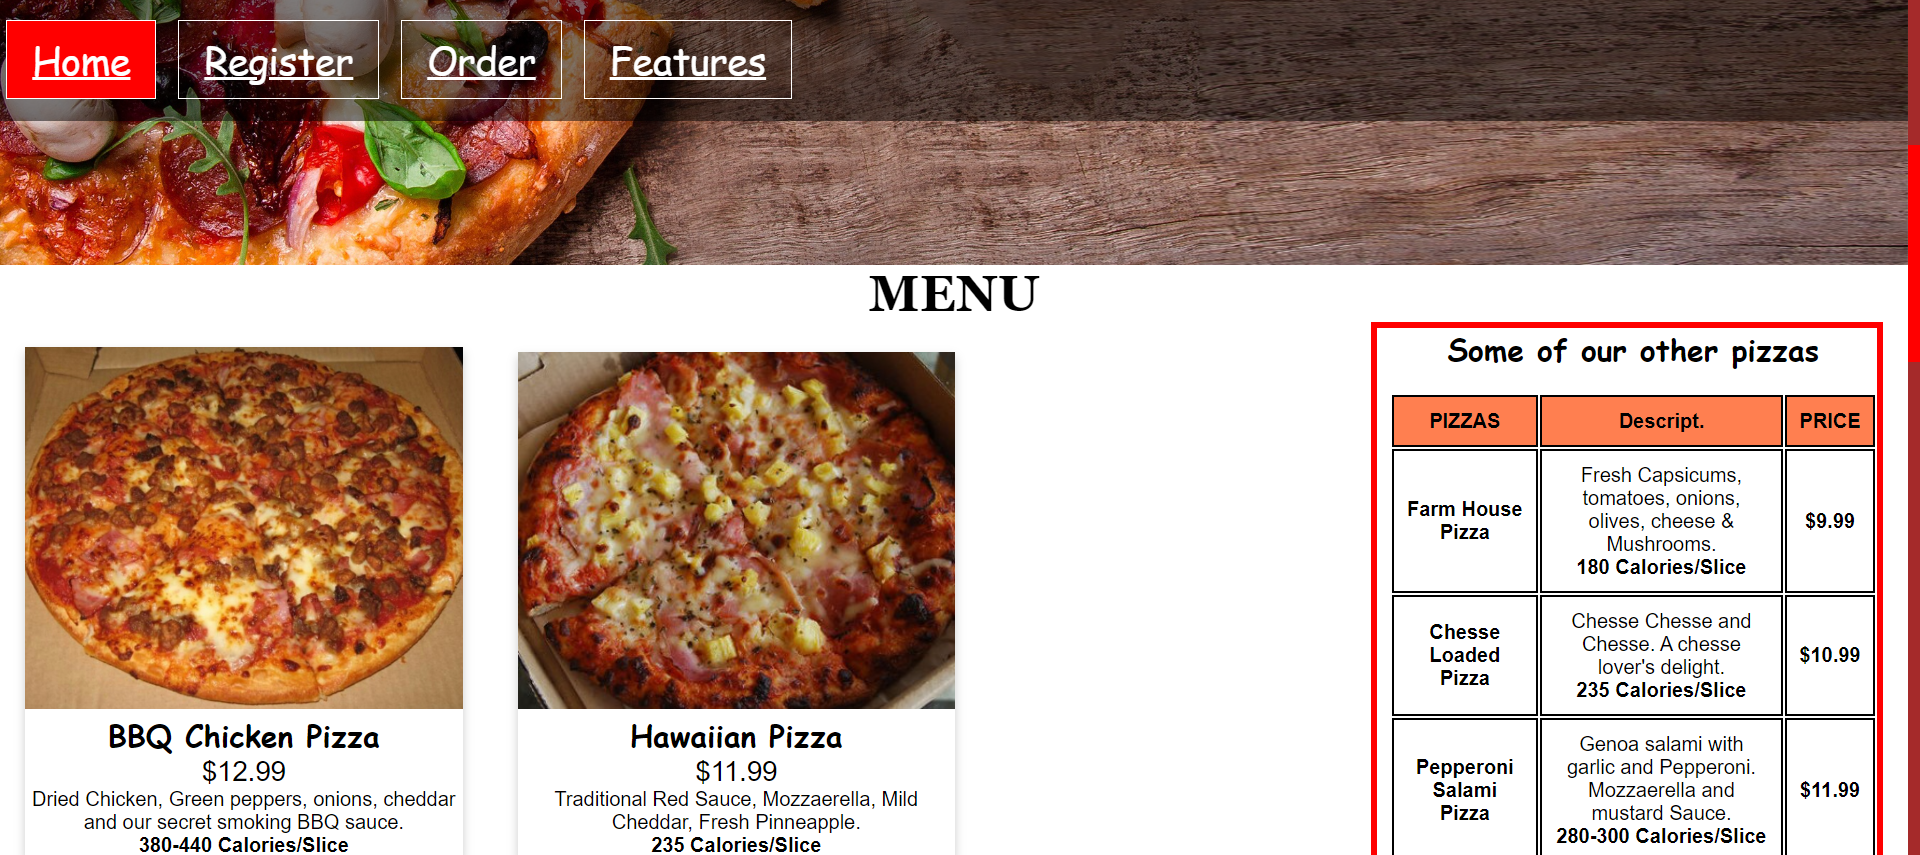 Home
Register
Order
Features
MENU
BBQ Chicken Pizza
$12.99
Dried Chicken, Green peppers, onions, cheddar
and our secret smoking BBQ sauce.
380-440 Calories/Slice
Hawaiian Pizza
$11.99
Traditional Red Sauce, Mozzaerella, Mild
Cheddar, Fresh Pinneapple.
235 Calories/Slice
Some of our other pizzas
PIZZAS
Descript.
PRICE
Farm House
Pizza
Fresh Capsicums,
tomatoes, onions,
olives, cheese &
Mushrooms.
180 Calories/Slice
$9.99
Chesse
Loaded
Pizza
Chesse Chesse and
Chesse. A chesse
lover's delight.
235 Calories/Slice
$10.99
Pepperoni
Salami
Pizza
Genoa salami with
garlic and Pepperoni.
Mozzaerella and
mustard Sauce.
280-300 Calories/Slice
$11.99